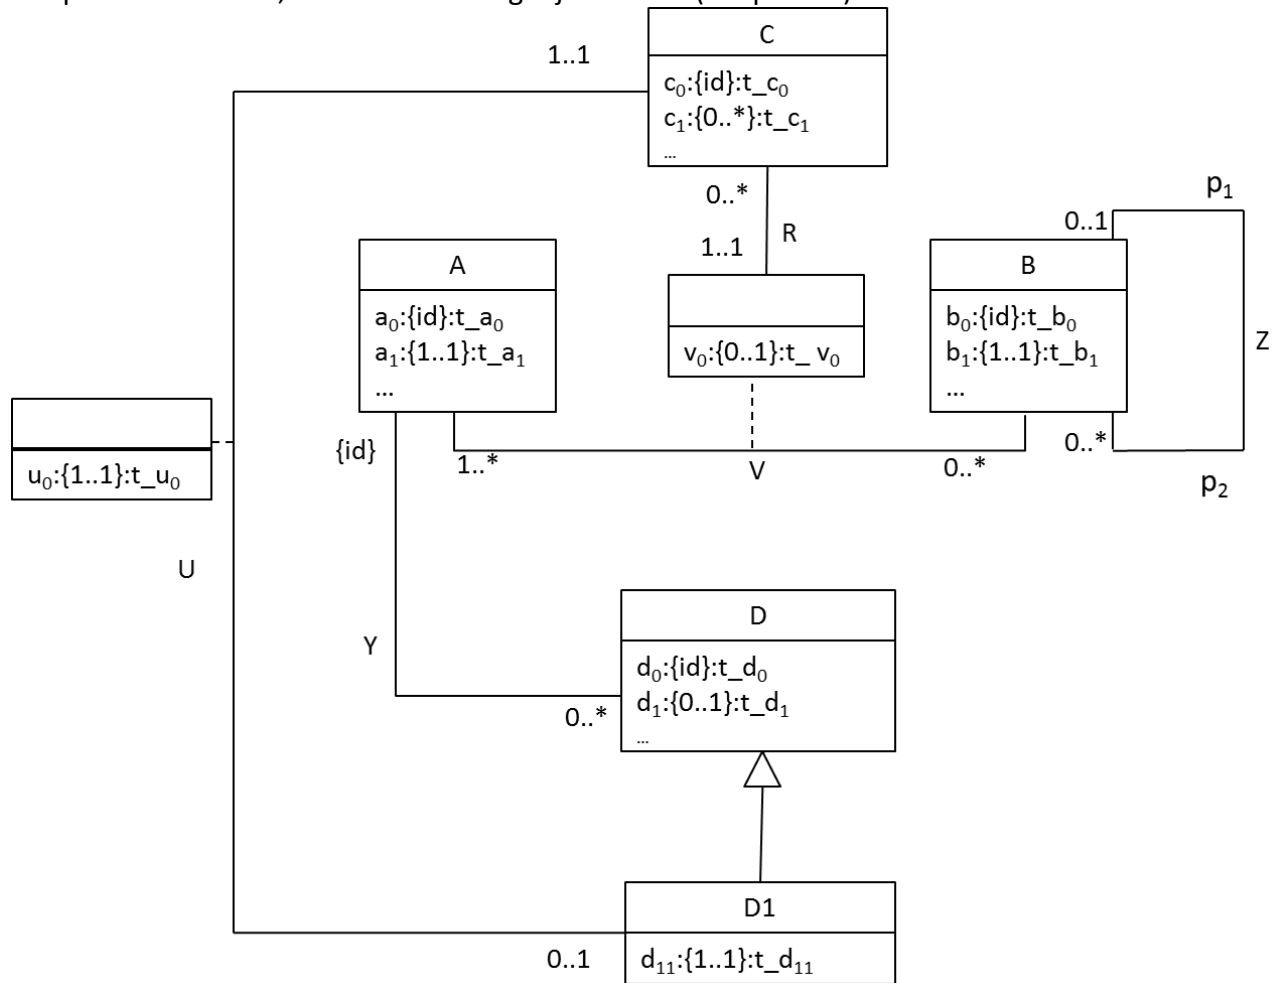 C
1..1
c₀:{id}:t_c₀
c₁:{0..*}:t_c₁
...
0..*
p₁
1..1
R
0..1
A
B
a₀:{id}:t_a₀
a₁:{1..1}:t_a₁
...
v₀:{0..1}:t_ v₀
b₀:{id}:t_b₀
b₁:{1..1}:t_b₁
...
Z
{id}
1..*
V
0..*
0..*
p₂
u₀:{1..1}:t_u₀
U
D
Y
d₀:{id}:t_d₀
d₁:{0..1}:t_d₁
...
0..*
D1
0..1
d₁₁:{1..1}:t_d₁₁